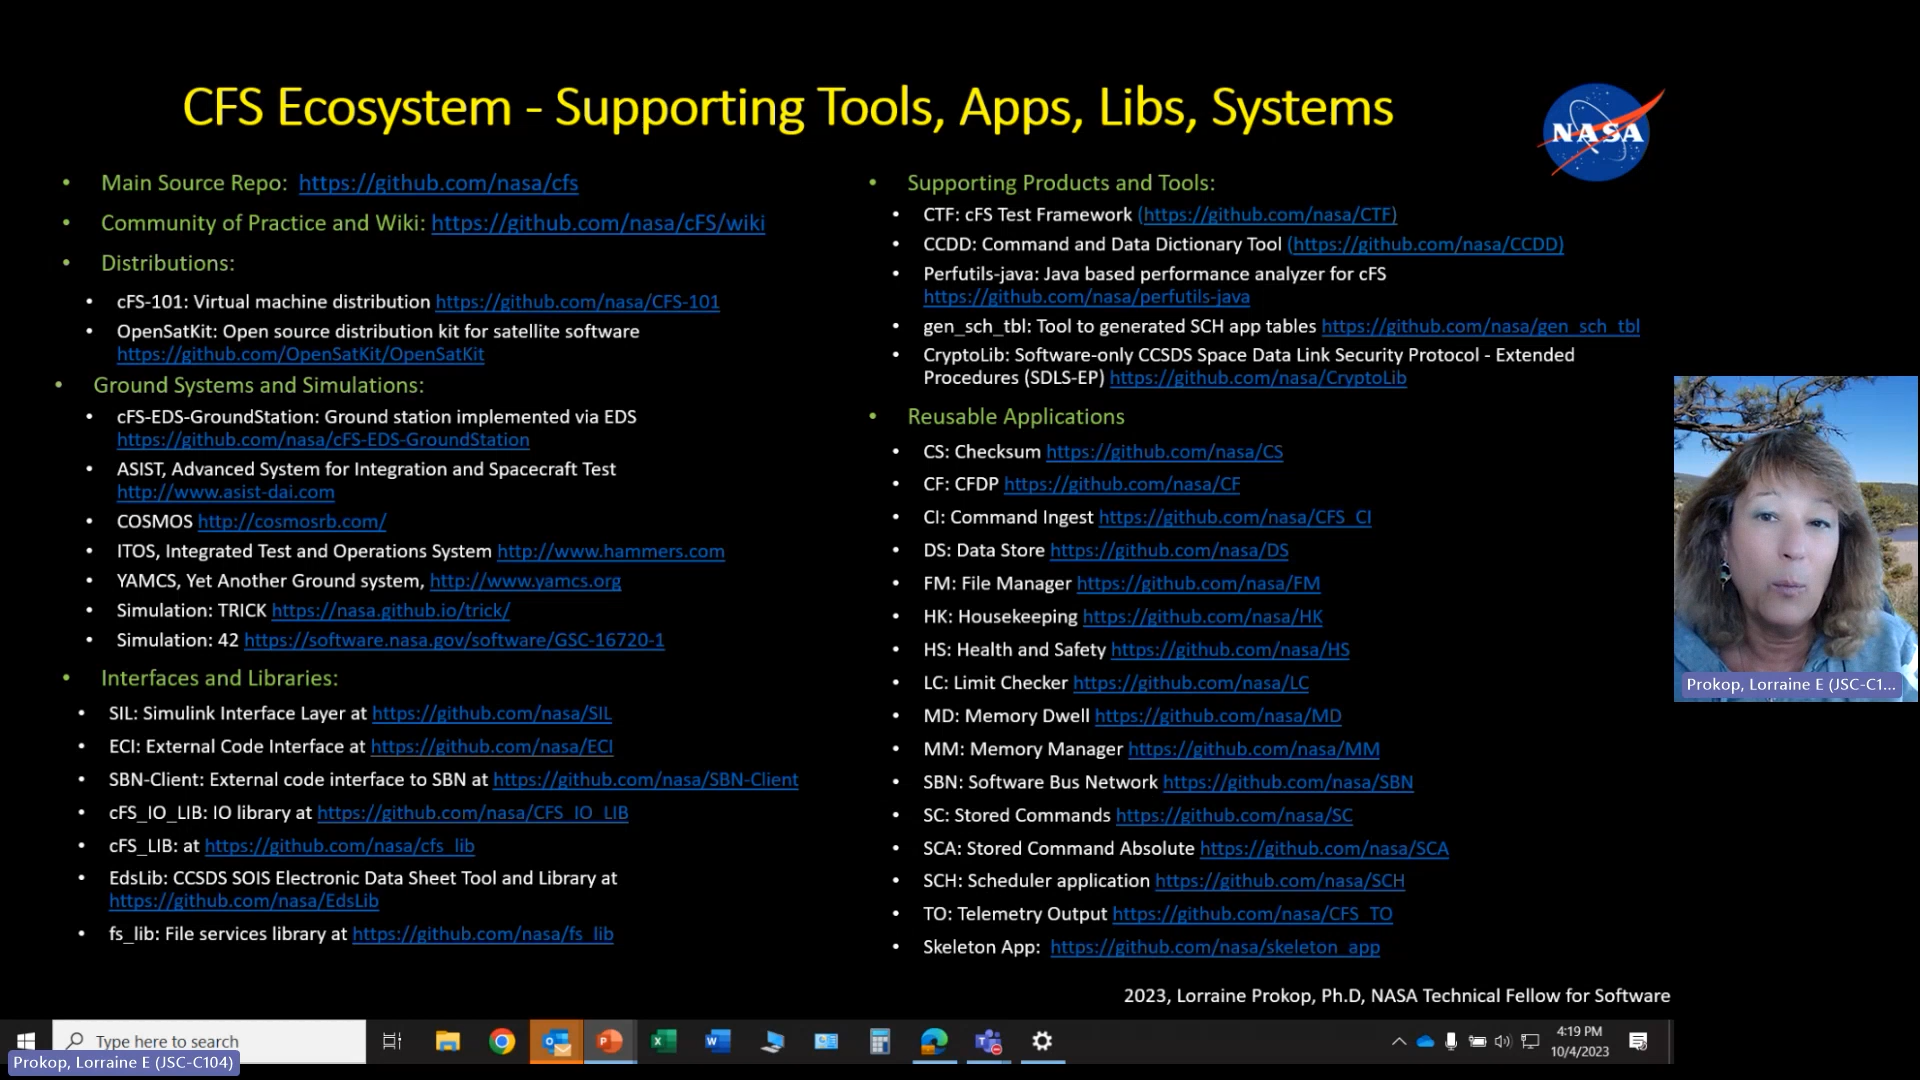 CFS Ecosystem - Supporting Tools, Apps, Libs, Systems
NASA
• Main Source Repo: https://github.com/nasa/cfs
• Community of Practice and Wiki: https://github.com/nasa/cFS/wiki
• Distributions:
• cFS-101: Virtual machine distribution https://github.com/nasa/CFS-101
• OpenSatKit: Open source distribution kit for satellite software
https://github.com/OpenSatKit/OpenSatKit
• Ground Systems and Simulations:
• cFS-EDS-GroundStation: Ground station implemented via EDS
https://github.com/nasa/cFS-EDS-GroundStation
• ASIST, Advanced System for Integration and Spacecraft Test
http://www.asist-dai.com
• COSMOS http://cosmosrb.com/
• ITOS, Integrated Test and Operations System http://www.hammers.com
• YAMCS, Yet Another Ground system, http://www.yamcs.org
• Simulation: TRICK https://nasa.github.io/trick/
• Simulation: 42 https://software.nasa.gov/software/GSC-16720-1
• Interfaces and Libraries:
• SIL: Simulink Interface Layer at https://github.com/nasa/SIL
• ECI: External Code Interface at https://github.com/nasa/ECI
• SBN-Client: External code interface to SBN at https://github.com/nasa/SBN-Client
• cFS_IO_LIB: IO library at https://github.com/nasa/CFS_IO_LIB
• cFS_LIB: at https://github.com/nasa/cfs_lib
• EdsLib: CCSDS SOIS Electronic Data Sheet Tool and Library at
https://github.com/nasa/EdsLib
• fs_lib: File services library at https://github.com/nasa/fs_lib
• Supporting Products and Tools:
• CTF: cFS Test Framework (https://github.com/nasa/CTF)
• CCDD: Command and Data Dictionary Tool (https://github.com/nasa/CCDD)
• Perfutils-java: Java based performance analyzer for cFS
https://github.com/nasa/perfutils-java
• gen_sch_tbl: Tool to generated SCH app tables https://github.com/nasa/gen_sch_tbl
• CryptoLib: Software-only CCSDS Space Data Link Security Protocol - Extended
Procedures (SDLS-EP) https://github.com/nasa/CryptoLib
• Reusable Applications
• CS: Checksum https://github.com/nasa/CS
• CF: CFDP https://github.com/nasa/CF
• CI: Command Ingest https://github.com/nasa/CFS_CI
• DS: Data Store https://github.com/nasa/DS
• FM: File Manager https://github.com/nasa/FM
• HK: Housekeeping https://github.com/nasa/HK
• HS: Health and Safety https://github.com/nasa/HS
• LC: Limit Checker https://github.com/nasa/LC
• MD: Memory Dwell https://github.com/nasa/MD
• MM: Memory Manager https://github.com/nasa/MM
• SBN: Software Bus Network https://github.com/nasa/SBN
• SC: Stored Commands https://github.com/nasa/SC
• SCA: Stored Command Absolute https://github.com/nasa/SCA
• SCH: Scheduler application https://github.com/nasa/SCH
• TO: Telemetry Output https://github.com/nasa/CFS_TO
• Skeleton App: https://github.com/nasa/skeleton_app
2023, Lorraine Prokop, Ph.D, NASA Technical Fellow for Software
Prokop, Lorraine E (JSC-C1...
Type here to search
4:19 PM
10/4/2023
Prokop, Lorraine E (JSC-C104)